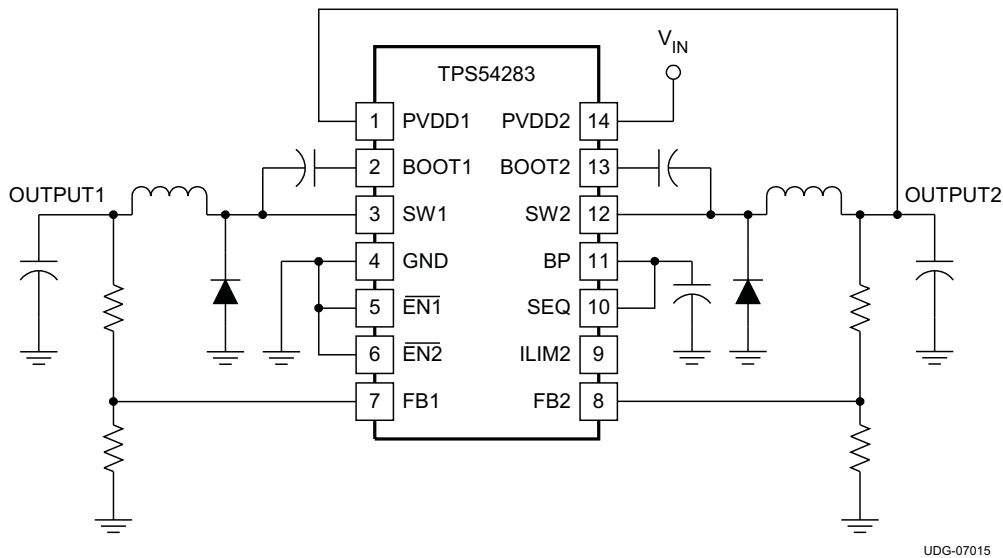 V_IN
TPS54283
1 PVDD1 PVDD2 14
2 BOOT1 BOOT2 13
OUTPUT1 OUTPUT2
3 SW1 SW2 12
4 GND BP 11
5 EN1 SEQ 10
6 EN2 ILIM2 9
7 FB1 FB2 8
UDG-07015